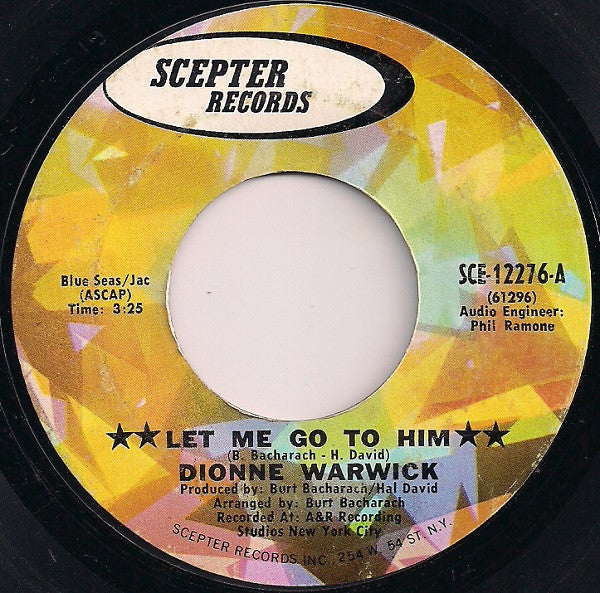 SCEPTER
RECORDS
Blue Seas/Jac
(ASCAP)
Time: 3:25
SCE-12276-A
(61296)
Audio Engineer:
Phil Ramone
★★LET ME GO TO HIM★★
(B. Bacharach - H. David)
DIONNE WARWICK
Produced by: Burt Bacharach/Hal David
Arranged by: Burt Bacharach
Recorded At: A&R Recording
Studios New York City
SCEPTER RECORDS, INC., 254 W. 54 ST. N.Y.